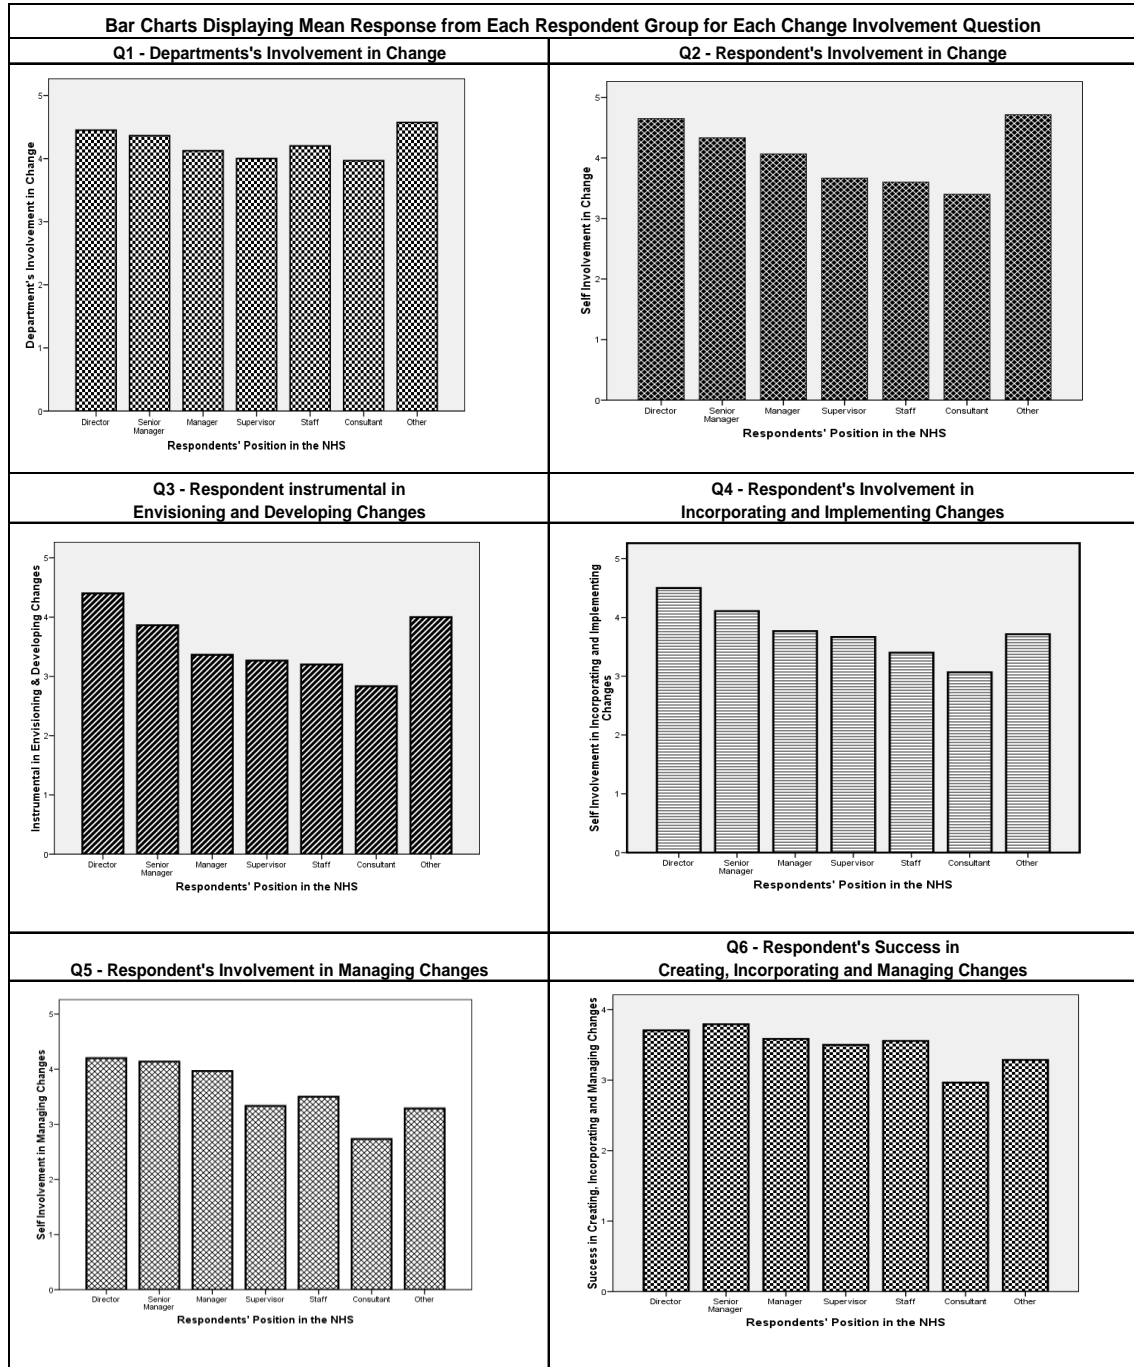 Bar Charts Displaying Mean Response from Each Respondent Group for Each Change Involvement Question
Q1 - Departments's Involvement in Change
Department's Involvement in Change
5
4
3
2
1
0
Director
Senior
Manager
Manager
Supervisor
Staff
Consultant
Other
Respondents' Position in the NHS
Q2 - Respondent's Involvement in Change
Self Involvement in Change
5
4
3
2
1
0
Director
Senior
Manager
Manager
Supervisor
Staff
Consultant
Other
Respondents' Position in the NHS
Q3 - Respondent instrumental in
Envisioning and Developing Changes
Instrumental in Envisioning & Developing Changes
5
4
3
2
1
0
Director
Senior
Manager
Manager
Supervisor
Staff
Consultant
Other
Respondents' Position in the NHS
Q4 - Respondent's Involvement in
Incorporating and Implementing Changes
Self Involvement in Incorporating and Implementing
Changes
5
4
3
2
1
0
Director
Senior
Manager
Manager
Supervisor
Staff
Consultant
Other
Respondents' Position in the NHS
Q5 - Respondent's Involvement in Managing Changes
Self Involvement in Managing Changes
5
4
3
2
1
0
Director
Senior
Manager
Manager
Supervisor
Staff
Consultant
Other
Respondents' Position in the NHS
Q6 - Respondent's Success in
Creating, Incorporating and Managing Changes
Success in Creating, Incorporating and Managing Changes
4
3
2
1
0
Director
Senior
Manager
Manager
Supervisor
Staff
Consultant
Other
Respondents' Position in the NHS